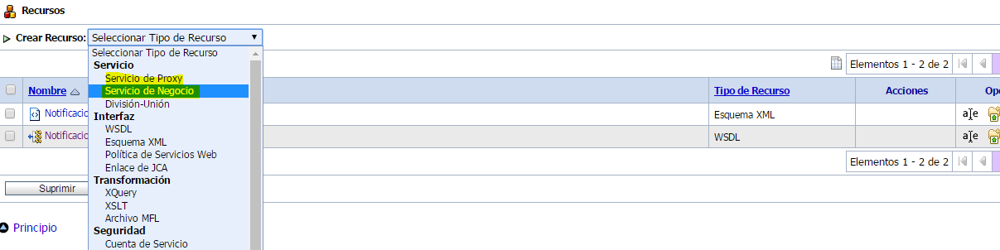 Recursos
Crear Recurso: Seleccionar Tipo de Recurso
Seleccionar Tipo de Recurso
Servicio
Servicio de Proxy
Servicio de Negocio
División-Unión
Interfaz
WSDL
Esquema XML
Política de Servicios Web
Enlace de JCA
Transformación
XQuery
XSLT
Archivo MFL
Seguridad
Cuenta de Servicio
Elementos 1 - 2 de 2
Nombre Tipo de Recurso Acciones Op
Notificacio Esquema XML
Notificacio WSDL
Elementos 1 - 2 de 2
Suprimir
Principio